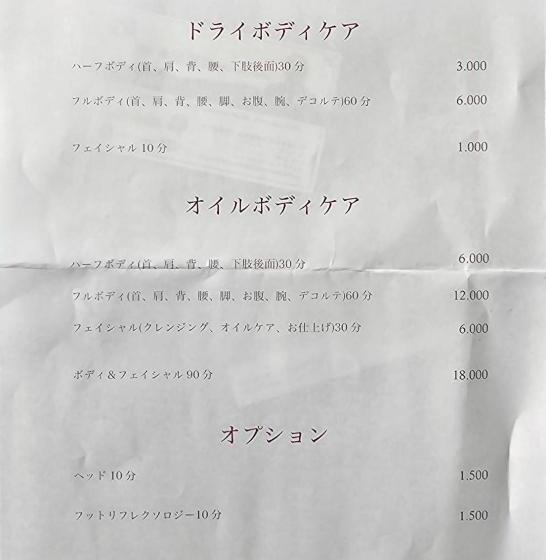 ドライボディケア
ハーフボディ(首、肩、背、腰、下肢後面)30分 3.000
フルボディ(首、肩、背、腰、脚、お腹、腕、デコルテ)60分 6.000
フェイシャル 10分 1.000
オイルボディケア
ハーフボディ(首、肩、背、腰、下肢後面)30分 6.000
フルボディ(首、肩、背、腰、脚、お腹、腕、デコルテ)60分 12.000
フェイシャル(クレンジング、オイルケア、お仕上げ)30分 6.000
ボディ&フェイシャル 90分 18.000
オプション
ヘッド 10分 1.500
フットリフレクソロジー10分 1.500